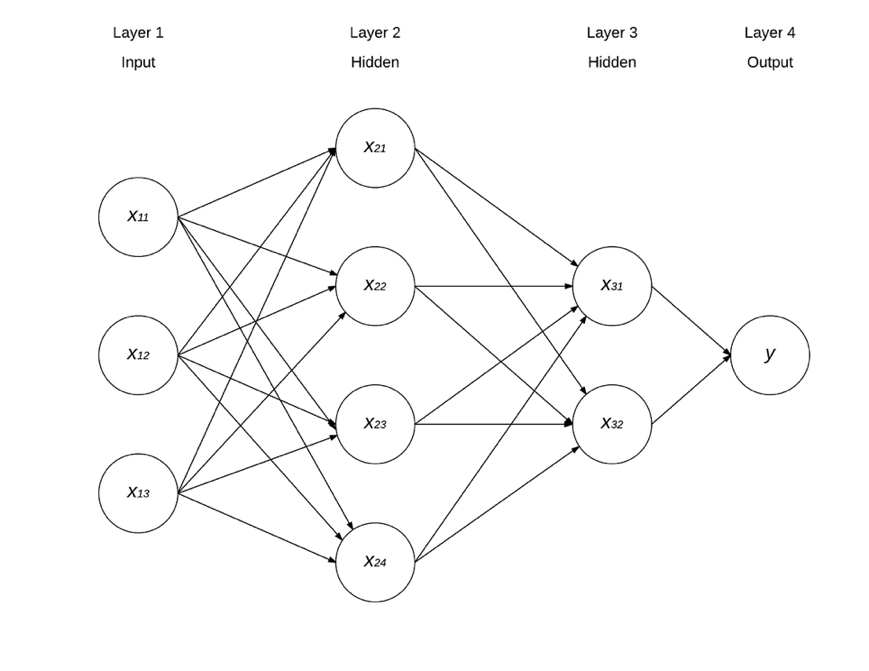 Layer 1
Input
Layer 2
Hidden
Layer 3
Hidden
Layer 4
Output
x11
x12
x13
x21
x22
x23
x24
x31
x32
y